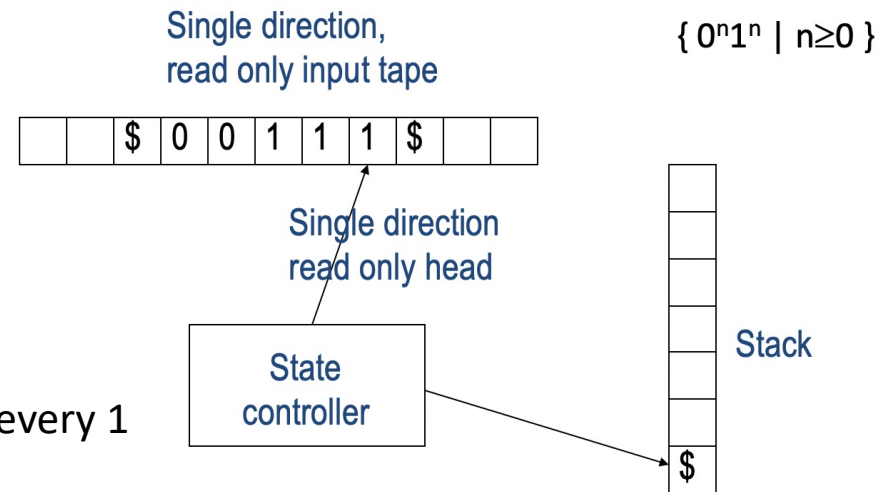 Single direction,
read only input tape
{ 0ⁿ1ⁿ | n≥0 }
$ 0 0 1 1 1 $
Single direction
read only head
State
controller
Stack
every 1
$